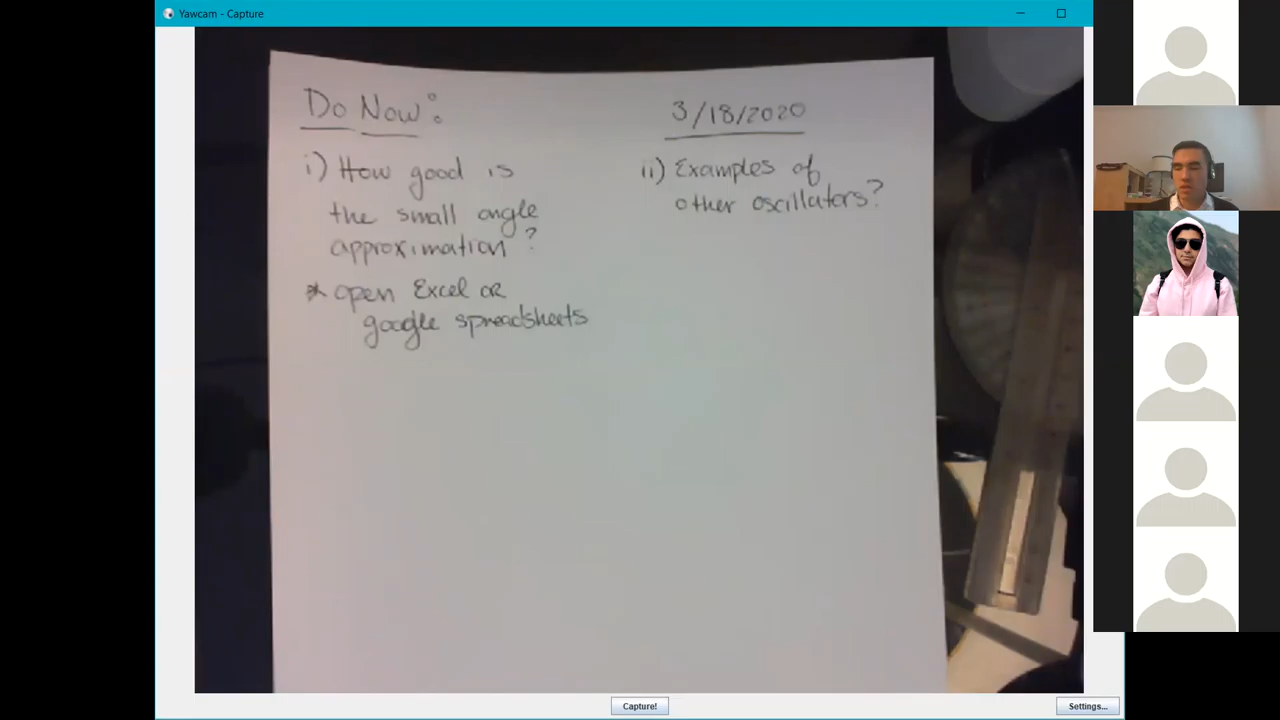 Yawcam - Capture
Do Now:
3/18/2020
i) How good is
the small angle
approximation?
* open Excel or
google spreadsheets
ii) Examples of
other oscillators?
Capture!
Settings...